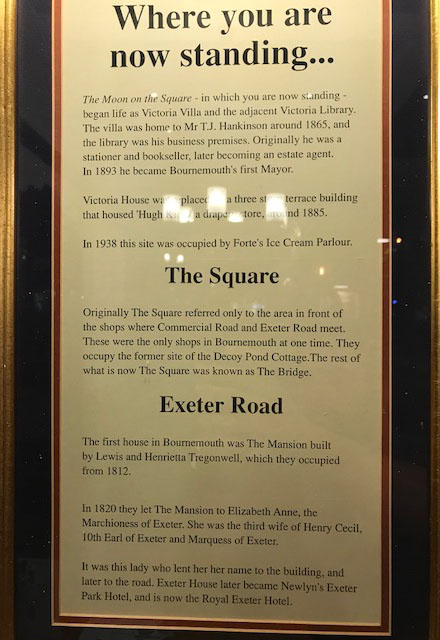 Where you are
now standing...
The Moon on the Square - in which you are now standing -
began life as Victoria Villa and the adjacent Victoria Library.
The villa was home to Mr T.J. Hankinson around 1865, and
the library was his business premises. Originally he was a
stationer and bookseller, later becoming an estate agent.
In 1893 he became Bournemouth's first Mayor.
Victoria House was replaced a three terrace building
that housed 'Hugh a drapery store, around 1885.
In 1938 this site was occupied by Forte's Ice Cream Parlour.
The Square
Originally The Square referred only to the area in front of
the shops where Commercial Road and Exeter Road meet.
These were the only shops in Bournemouth at one time. They
occupy the former site of the Decoy Pond Cottage.The rest of
what is now The Square was known as The Bridge.
Exeter Road
The first house in Bournemouth was The Mansion built
by Lewis and Henrietta Tregonwell, which they occupied
from 1812.
In 1820 they let The Mansion to Elizabeth Anne, the
Marchioness of Exeter. She was the third wife of Henry Cecil,
10th Earl of Exeter and Marquess of Exeter.
It was this lady who lent her her name to the building, and
later to the road. Exeter House later became Newlyn's Exeter
Park Hotel, and is now the Royal Exeter Hotel.